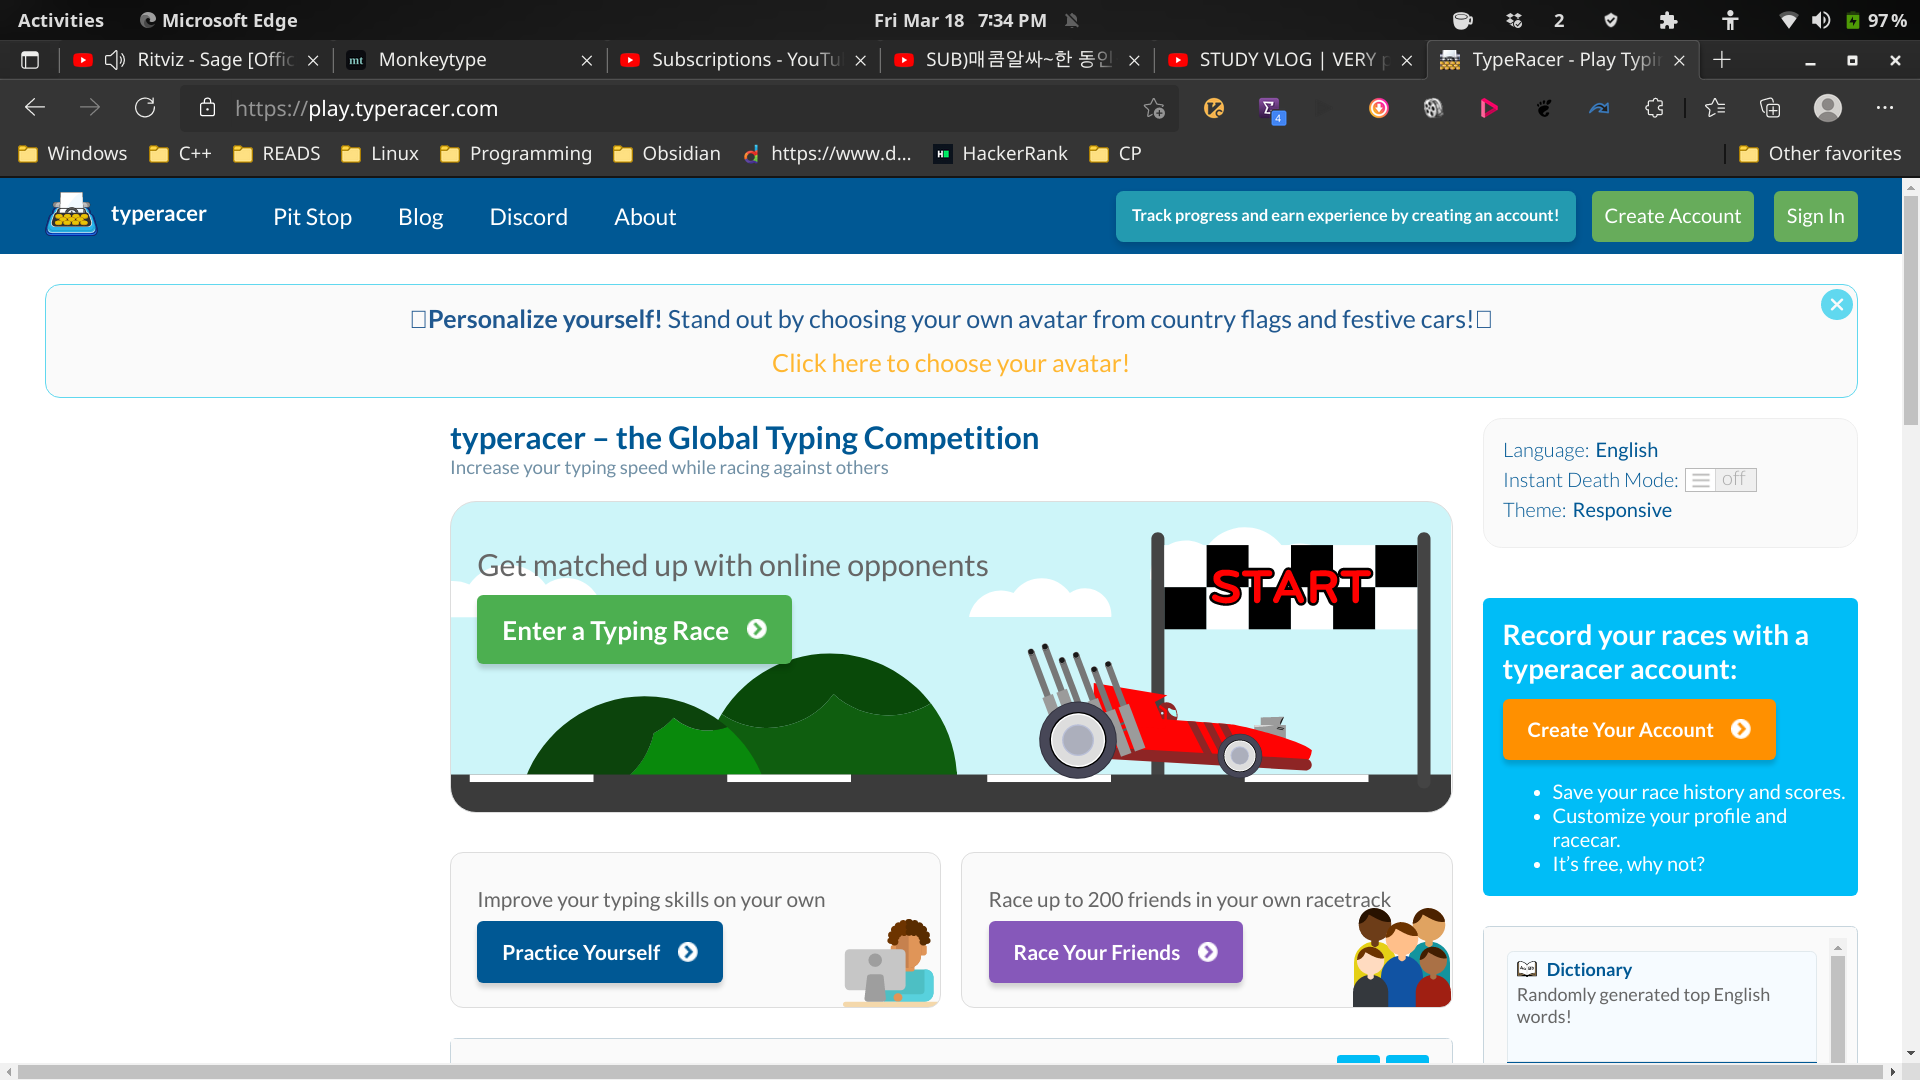 Activities
Microsoft Edge
Fri Mar 18 7:34 PM
2
97 %
Ritviz - Sage [Offic
mt Monkeytype
Subscriptions - YouTu
SUB)매콤알싸~한 동인
STUDY VLOG | VERY p
TypeRacer - Play Typin
https://play.typeracer.com
4
Windows
C++
READS
Linux
Programming
Obsidian
https://www.d...
HackerRank
CP
Other favorites
typeracer
Pit Stop
Blog
Discord
About
Track progress and earn experience by creating an account!
Create Account
Sign In
Personalize yourself! Stand out by choosing your own avatar from country flags and festive cars!
Click here to choose your avatar!
typeracer – the Global Typing Competition
Increase your typing speed while racing against others
Language: English
Instant Death Mode: off
Theme: Responsive
Get matched up with online opponents
Enter a Typing Race
START
Record your races with a
typeracer account:
Create Your Account
• Save your race history and scores.
• Customize your profile and
racecar.
• It's free, why not?
Improve your typing skills on your own
Practice Yourself
Race up to 200 friends in your own racetrack
Race Your Friends
Dictionary
Randomly generated top English
words!